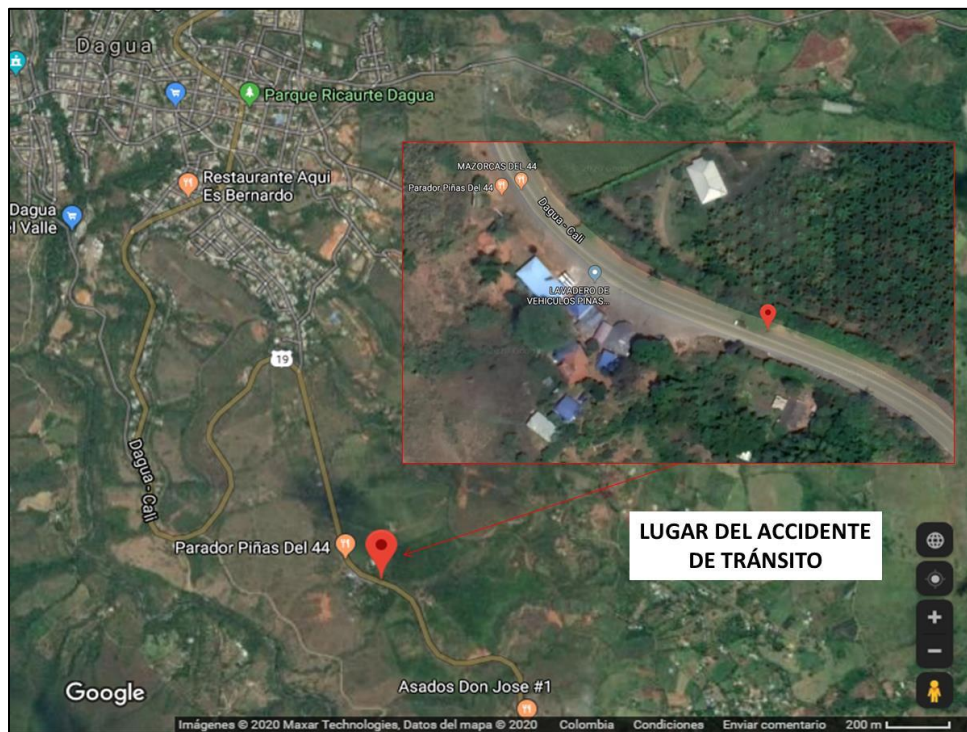 Dagua
Parque Ricaurte Dagua
Restaurante Aqui
Es Bernardo
Dagua
l Valle
MAZORCAS DEL 44
Parador Piñas Del 44
Dagua - Cali
LAVADERO DE
VEHICULOS PIÑAS...
19
Dagua - Cali
Parador Piñas Del 44
LUGAR DEL ACCIDENTE
DE TRÁNSITO
Asados Don Jose #1
Google
Imágenes © 2020 Maxar Technologies, Datos del mapa © 2020 Colombia Condiciones Enviar comentario 200 m